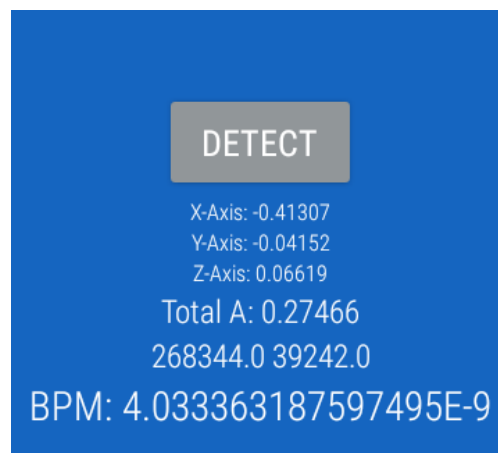 DETECT
X-Axis: -0.41307
Y-Axis: -0.04152
Z-Axis: 0.06619
Total A: 0.27466
268344.0 39242.0
BPM: 4.033363187597495E-9